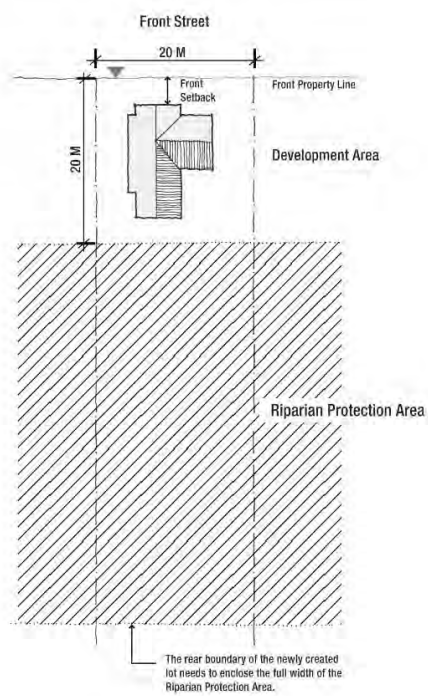 Front Street
20 M
Front
Setback
Front Property Line
20 M
Development Area
Riparian Protection Area
The rear boundary of the newly created
lot needs to enclose the full width of the
Riparian Protection Area.